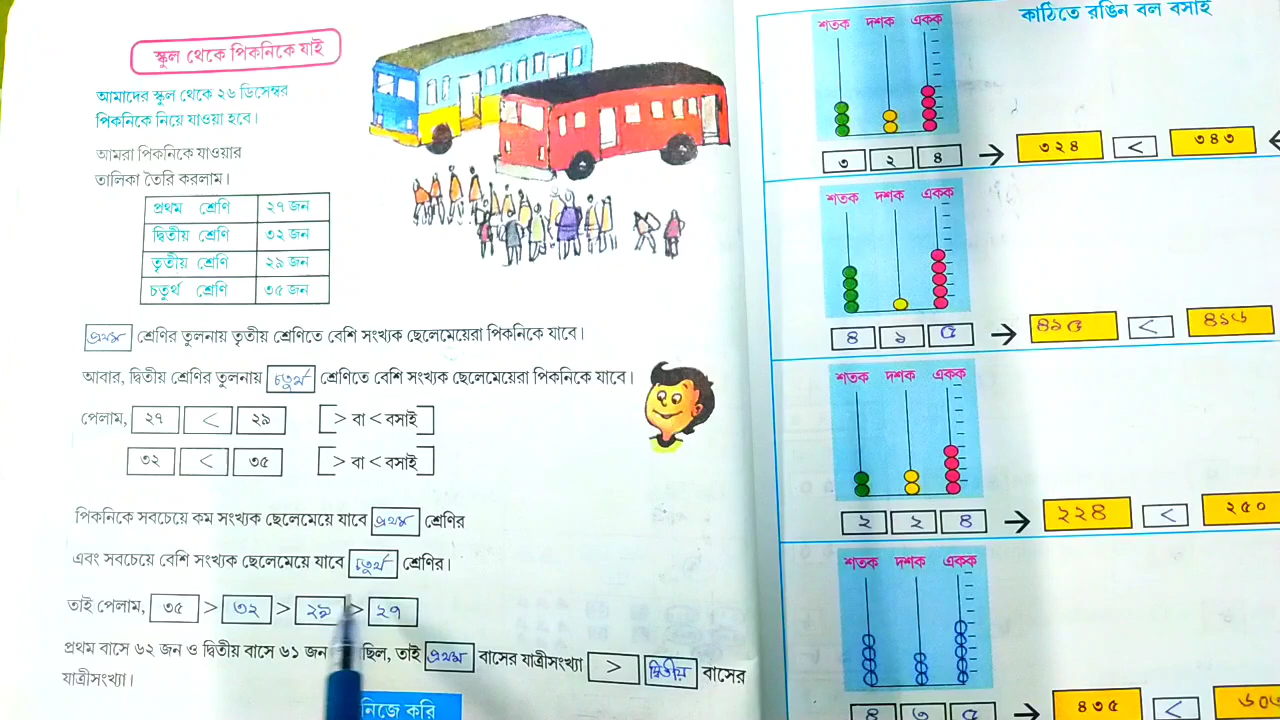 স্কুল থেকে পিকনিকে যাই
আমাদের স্কুল থেকে ২৬ ডিসেম্বর
পিকনিকে নিয়ে যাওয়া হবে।
আমরা পিকনিকে যাওয়ার
তালিকা তৈরি করলাম।
প্রথম শ্রেণি ২৭ জন
দ্বিতীয় শ্রেণি ৩২ জন
তৃতীয় শ্রেণি ২৯ জন
চতুর্থ শ্রেণি ৩৫ জন
প্রথম শ্রেণির তুলনায় তৃতীয় শ্রেণিতে বেশি সংখ্যক ছেলেমেয়েরা পিকনিকে যাবে।
আবার, দ্বিতীয় শ্রেণির তুলনায় চতুর্থ শ্রেণিতে বেশি সংখ্যক ছেলেমেয়েরা পিকনিকে যাবে।
পেলাম, ২৭ < ২৯ [> বা < বসাই]
৩২ < ৩৫ [> বা < বসাই]
পিকনিকে সবচেয়ে কম সংখ্যক ছেলেমেয়ে যাবে প্রথম শ্রেণির
এবং সবচেয়ে বেশি সংখ্যক ছেলেমেয়ে যাবে চতুর্থ শ্রেণির।
তাই পেলাম, ৩৫ > ৩২ > ২৯ > ২৭
প্রথম বাসে ৬২ জন ও দ্বিতীয় বাসে ৬১ জন ছিল, তাই প্রথম বাসের যাত্রীসংখ্যা > দ্বিতীয় বাসের
যাত্রীসংখ্যা।
নিজে করি
কাঠিতে রঙিন বল বসাই
শতক দশক একক
৩ ২ ৪ → ৩২৪ < ৩৪৩
শতক দশক একক
৪ ১ ৫ → ৪১৫ < ৪১৬
শতক দশক একক
২ ২ ৪ → ২২৪ < ২৫০
শতক দশক একক
৪ ৩ ৫ → ৪৩৫ <